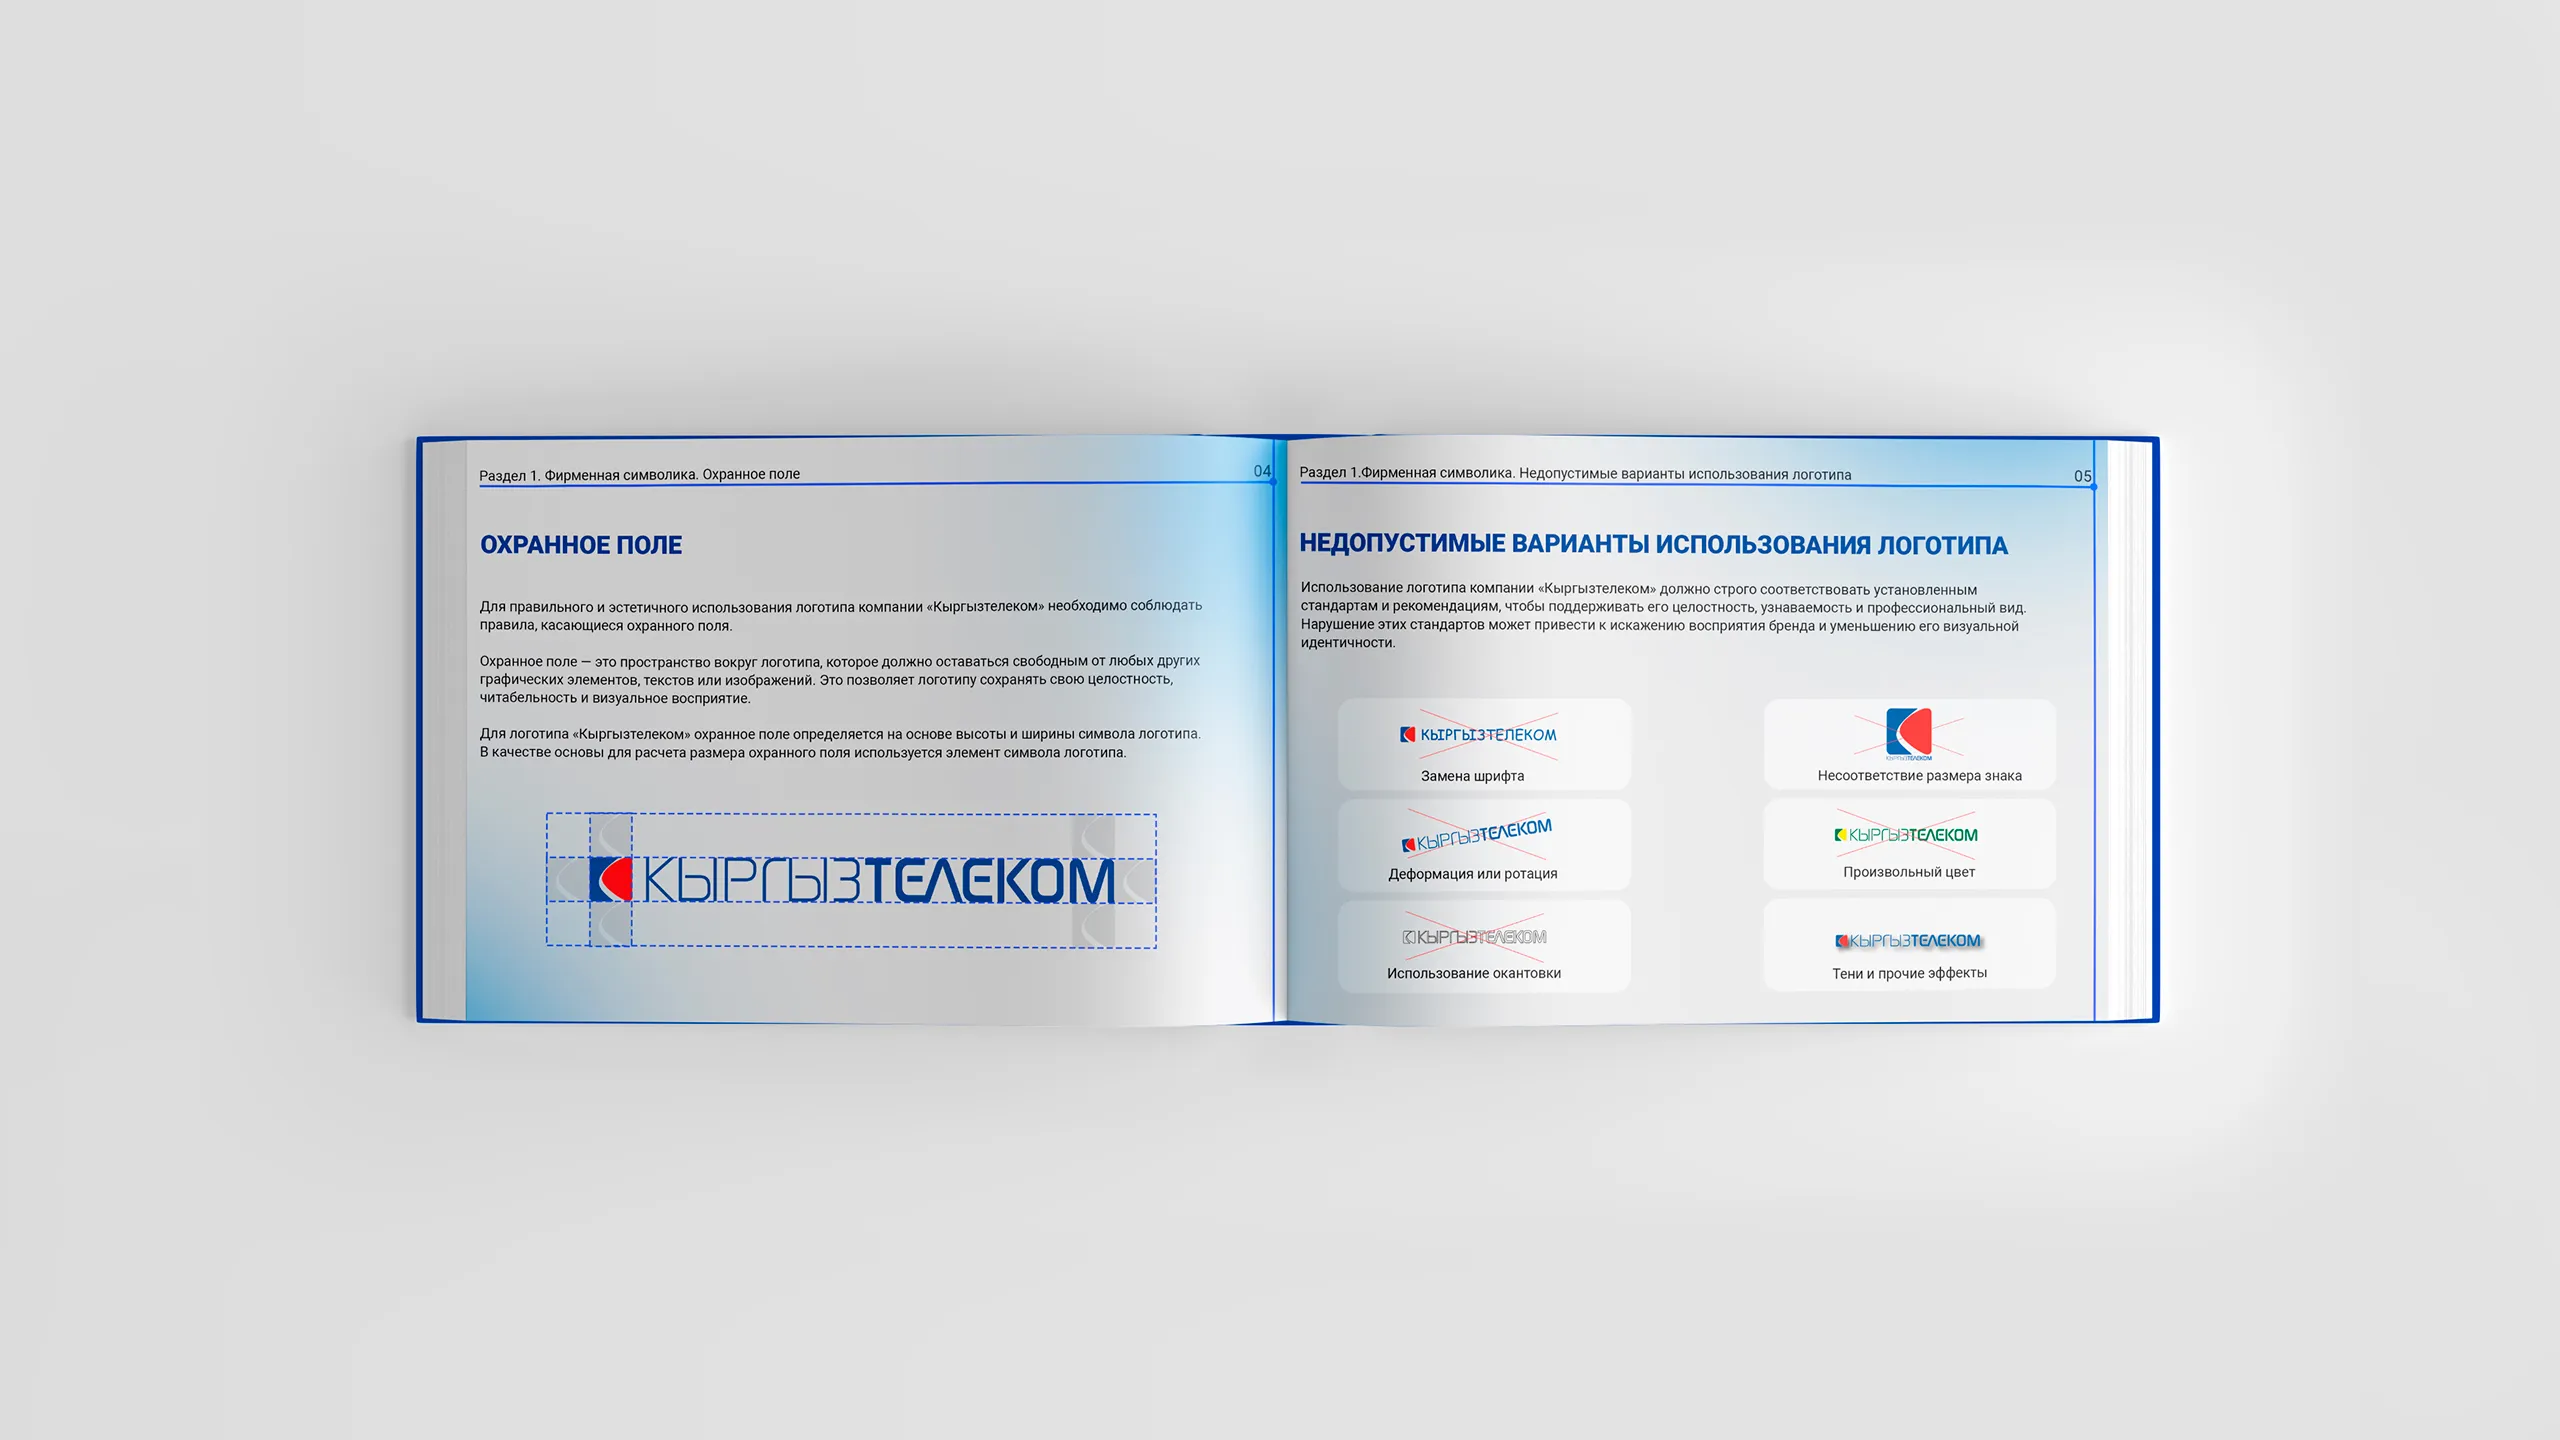 Раздел 1. Фирменная символика. Охранное поле
04
ОХРАННОЕ ПОЛЕ
Для правильного и эстетичного использования логотипа компании «Кыргызтелеком» необходимо соблюдать
правила, касающиеся охранного поля.
Охранное поле — это пространство вокруг логотипа, которое должно оставаться свободным от любых других
графических элементов, текстов или изображений. Это позволяет логотипу сохранять свою целостность,
читабельность и визуальное восприятие.
Для логотипа «Кыргызтелеком» охранное поле определяется на основе высоты и ширины символа логотипа.
В качестве основы для расчета размера охранного поля используется элемент символа логотипа.
КЫРГЫЗТЕЛЕКОМ
Раздел 1.Фирменная символика. Недопустимые варианты использования логотипа
05
НЕДОПУСТИМЫЕ ВАРИАНТЫ ИСПОЛЬЗОВАНИЯ ЛОГОТИПА
Использование логотипа компании «Кыргызтелеком» должно строго соответствовать установленным
стандартам и рекомендациям, чтобы поддерживать его целостность, узнаваемость и профессиональный вид.
Нарушение этих стандартов может привести к искажению восприятия бренда и уменьшению его визуальной
идентичности.
КЫРГЫЗТЕЛЕКОМ
Замена шрифта
КЫРГЫЗТЕЛЕКОМ
Несоответствие размера знака
КЫРГЫЗТЕЛЕКОМ
Деформация или ротация
КЫРГЫЗТЕЛЕКОМ
Произвольный цвет
КЫРГЫЗТЕЛЕКОМ
Использование окантовки
КЫРГЫЗТЕЛЕКОМ
Тени и прочие эффекты